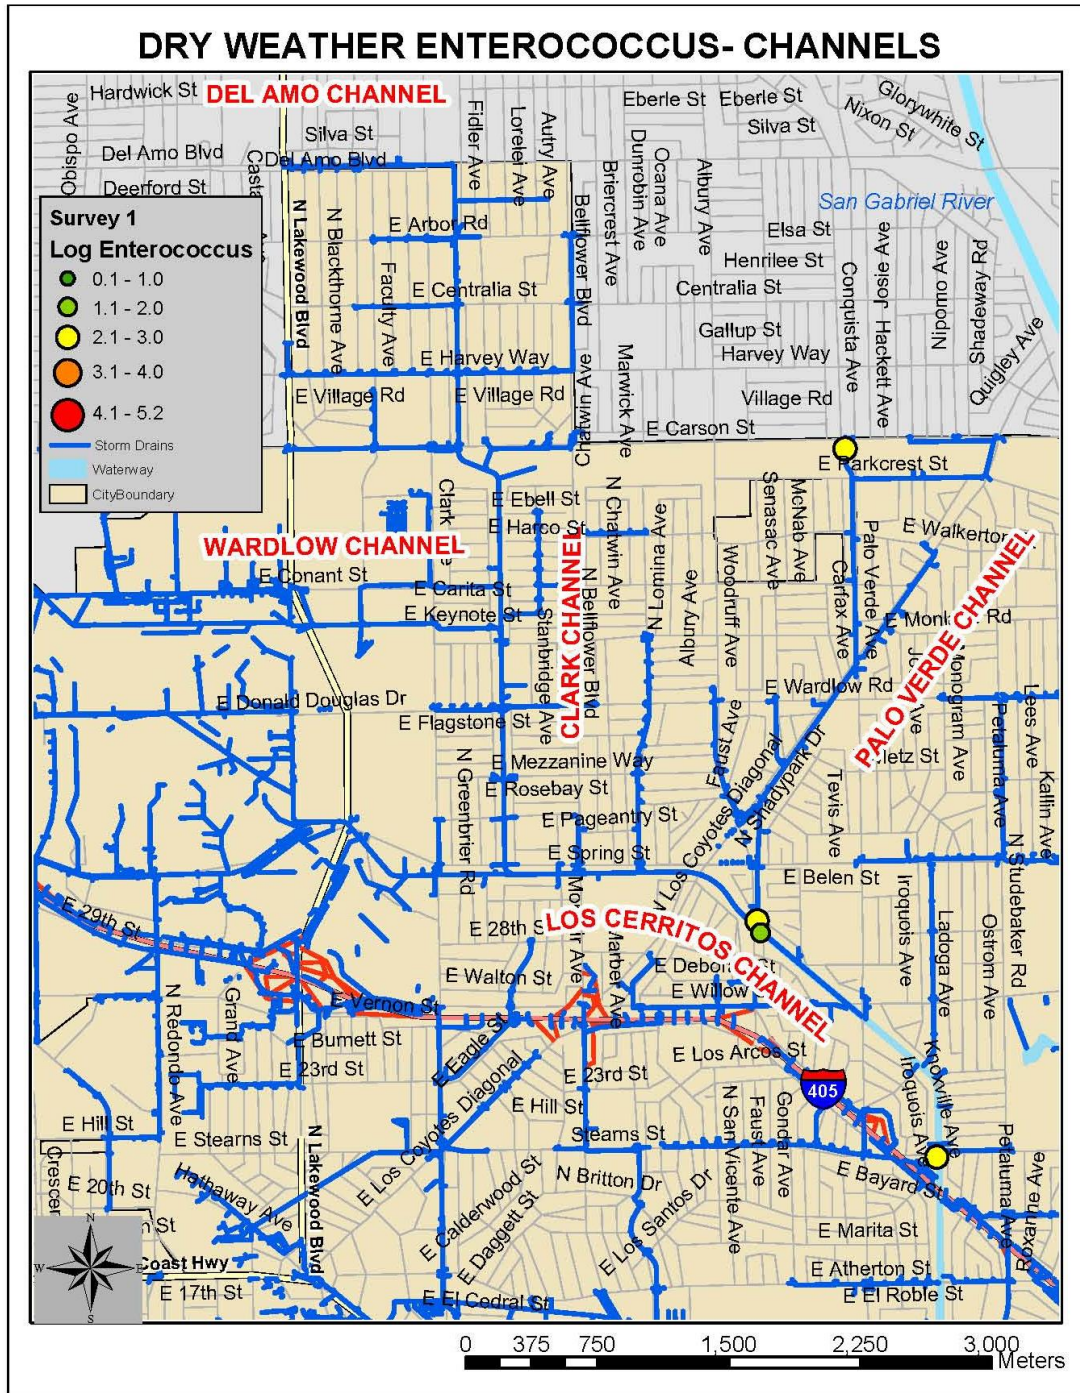 DRY WEATHER ENTEROCOCCUS- CHANNELS
Hardwick St
DEL AMO CHANNEL
Obispo Ave
Silva St
Fidler Ave
Loreler Ave
Autry Ave
Eberle St
Eberle St
Silva St
Nixon St
Glorywhite St
Del Amo Blvd
Del Amo Blvd
Deerford St
Dunrobin Ave
Ocana Ave
Albury Ave
Briercrest Ave
San Gabriel River
Survey 1
Log Enterococcus
0.1 - 1.0
1.1 - 2.0
2.1 - 3.0
3.1 - 4.0
4.1 - 5.2
Storm Drains
Waterway
CityBoundary
N Lakewood Blvd
N Blackthorne Ave
Faculty Ave
E Arbor Rd
Bellflower Blvd
Elsa St
Henrilee St
E Centralia St
Centralia St
Conquista Ave
Hackett Ave
Josie Ave
Nipomo Ave
Shadeway Rd
Quigley Ave
Gallup St
E Harvey Way
Harvey Way
Chatwin Ave
Marwick Ave
E Village Rd
E Village Rd
Village Rd
E Carson St
E Parkcrest St
Clark
E Ebell St
E Harco St
N Chatwin Ave
N Lomina Ave
Senasac Ave
McNab Ave
Palo Verde Ave
WARDLOW CHANNEL
CLARK CHANNEL
PALO VERDE CHANNEL
E Conant St
E Carita St
E Keynote St
Stanbridge Ave
N Bellflower Blvd
Albury Ave
Woodruff Ave
Carfax Ave
E Wardlow Rd
E Donald Douglas Dr
E Flagstone St
Monogram Ave
Lees Ave
Petaluma Ave
Kallin Ave
N Greenbrier Rd
E Mezzanine Way
E Rosebay St
E Pageantry St
E Spring St
Faust Ave
N Los Coyotes Diagonal
N Shadypark Dr
Tevis Ave
E Belen St
N Studebaker Rd
E 29th St
LOS CERRITOS CHANNEL
Iroquois Ave
Ladoga Ave
Ostrom Ave
N Redondo Ave
Grand Ave
E Walton St
Marber Ave
E Vernon St
E Burnett St
E 23rd St
E Eagle St
E Los Coyotes Diagonal
E Los Arcos St
405
E 23rd St
E Hill St
E Hill St
E Stearns St
Stearns St
N San Vicente Ave
Faust Ave
Gondar Ave
Iroquois Ave
Knoxville Ave
Petaluma Ave
Roxanne Ave
E 20th St
Hathaway Ave
N Lakewood Blvd
E Calderwood St
E Daggett St
N Britton Dr
E Los Santos Dr
E Bayard St
E Marita St
E Atherton St
N
W
E
S
Coast Hwy
E 17th St
E El Cedral St
E El Roble St
0 375 750 1,500 2,250 3,000
Meters